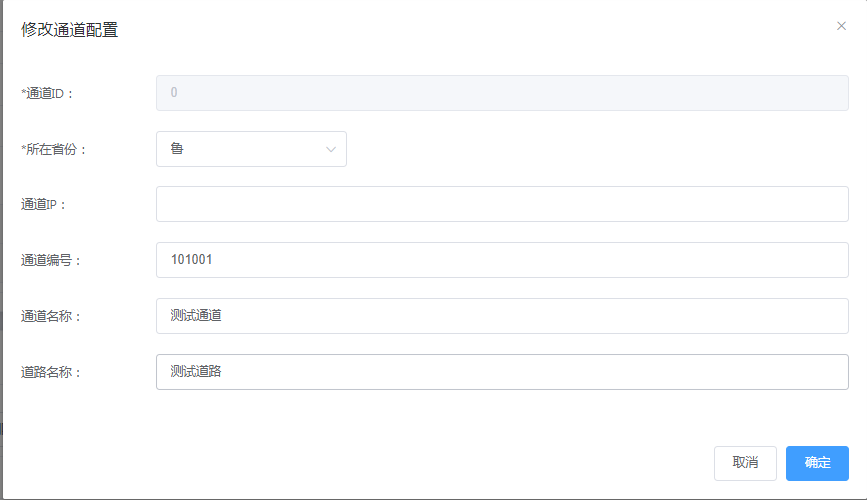 修改通道配置
*通道ID： 0
*所在省份： 鲁
通道IP：
通道编号： 101001
通道名称： 测试通道
道路名称： 测试道路
取消 确定